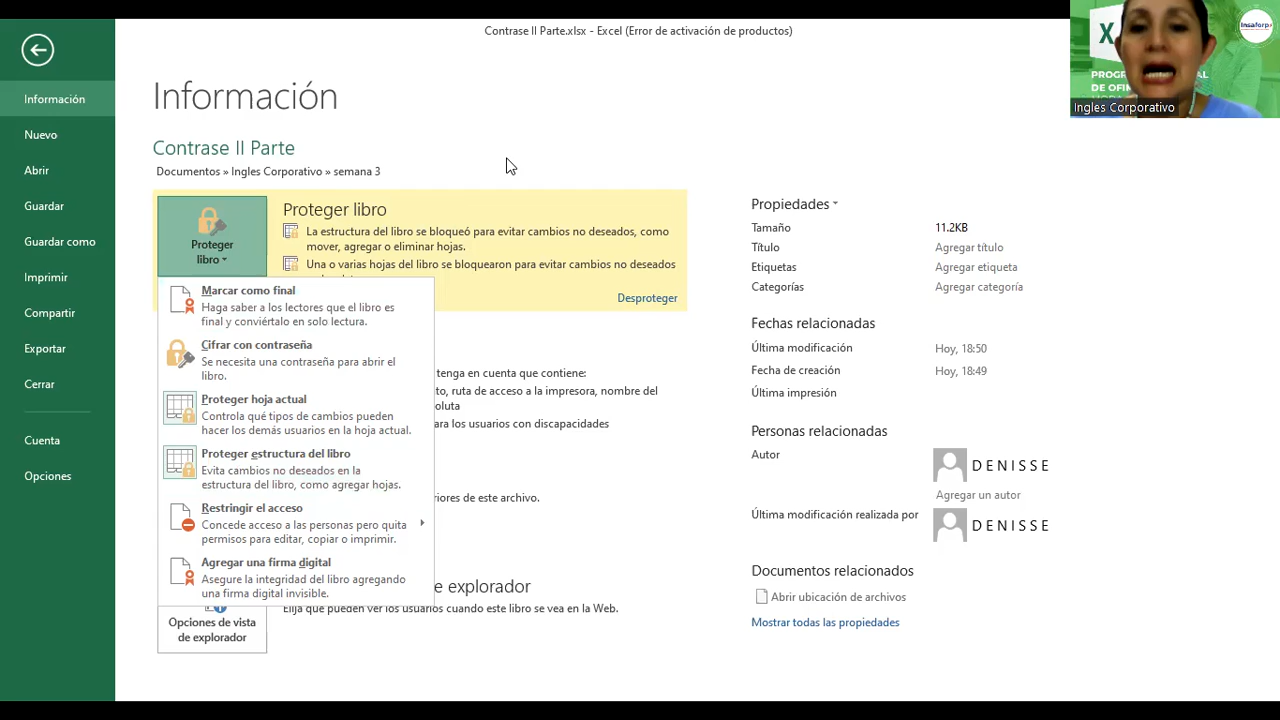 Contrase II Parte.xlsx - Excel (Error de activación de productos)
Información
Nuevo
Abrir
Guardar
Guardar como
Imprimir
Compartir
Exportar
Cerrar
Cuenta
Opciones
Información
Contrase II Parte
Documentos » Ingles Corporativo » semana 3
Proteger
libro
Proteger libro
La estructura del libro se bloqueó para evitar cambios no deseados, como
mover, agregar o eliminar hojas.
Una o varias hojas del libro se bloquearon para evitar cambios no deseados
Desproteger
Marcar como final
Haga saber a los lectores que el libro es
final y conviértalo en solo lectura.
Cifrar con contraseña
Se necesita una contraseña para abrir el
libro.
Proteger hoja actual
Controla qué tipos de cambios pueden
hacer los demás usuarios en la hoja actual.
Proteger estructura del libro
Evita cambios no deseados en la
estructura del libro, como agregar hojas.
Restringir el acceso
Concede acceso a las personas pero quita
permisos para editar, copiar o imprimir.
Agregar una firma digital
Asegure la integridad del libro agregando
una firma digital invisible.
tenga en cuenta que contiene:
to, ruta de acceso a la impresora, nombre del
oluta
ara los usuarios con discapacidades
riores de este archivo.
e explorador
Elija qué pueden ver los usuarios cuando este libro se vea en la Web.
Opciones de vista
de explorador
Propiedades
Tamaño 11.2KB
Título Agregar título
Etiquetas Agregar etiqueta
Categorías Agregar categoría
Fechas relacionadas
Última modificación Hoy, 18:50
Fecha de creación Hoy, 18:49
Última impresión
Personas relacionadas
Autor D E N I S S E
Agregar un autor
Última modificación realizada por D E N I S S E
Documentos relacionados
Abrir ubicación de archivos
Mostrar todas las propiedades
X
Insaforp
DE OFI
Ingles Corporativo